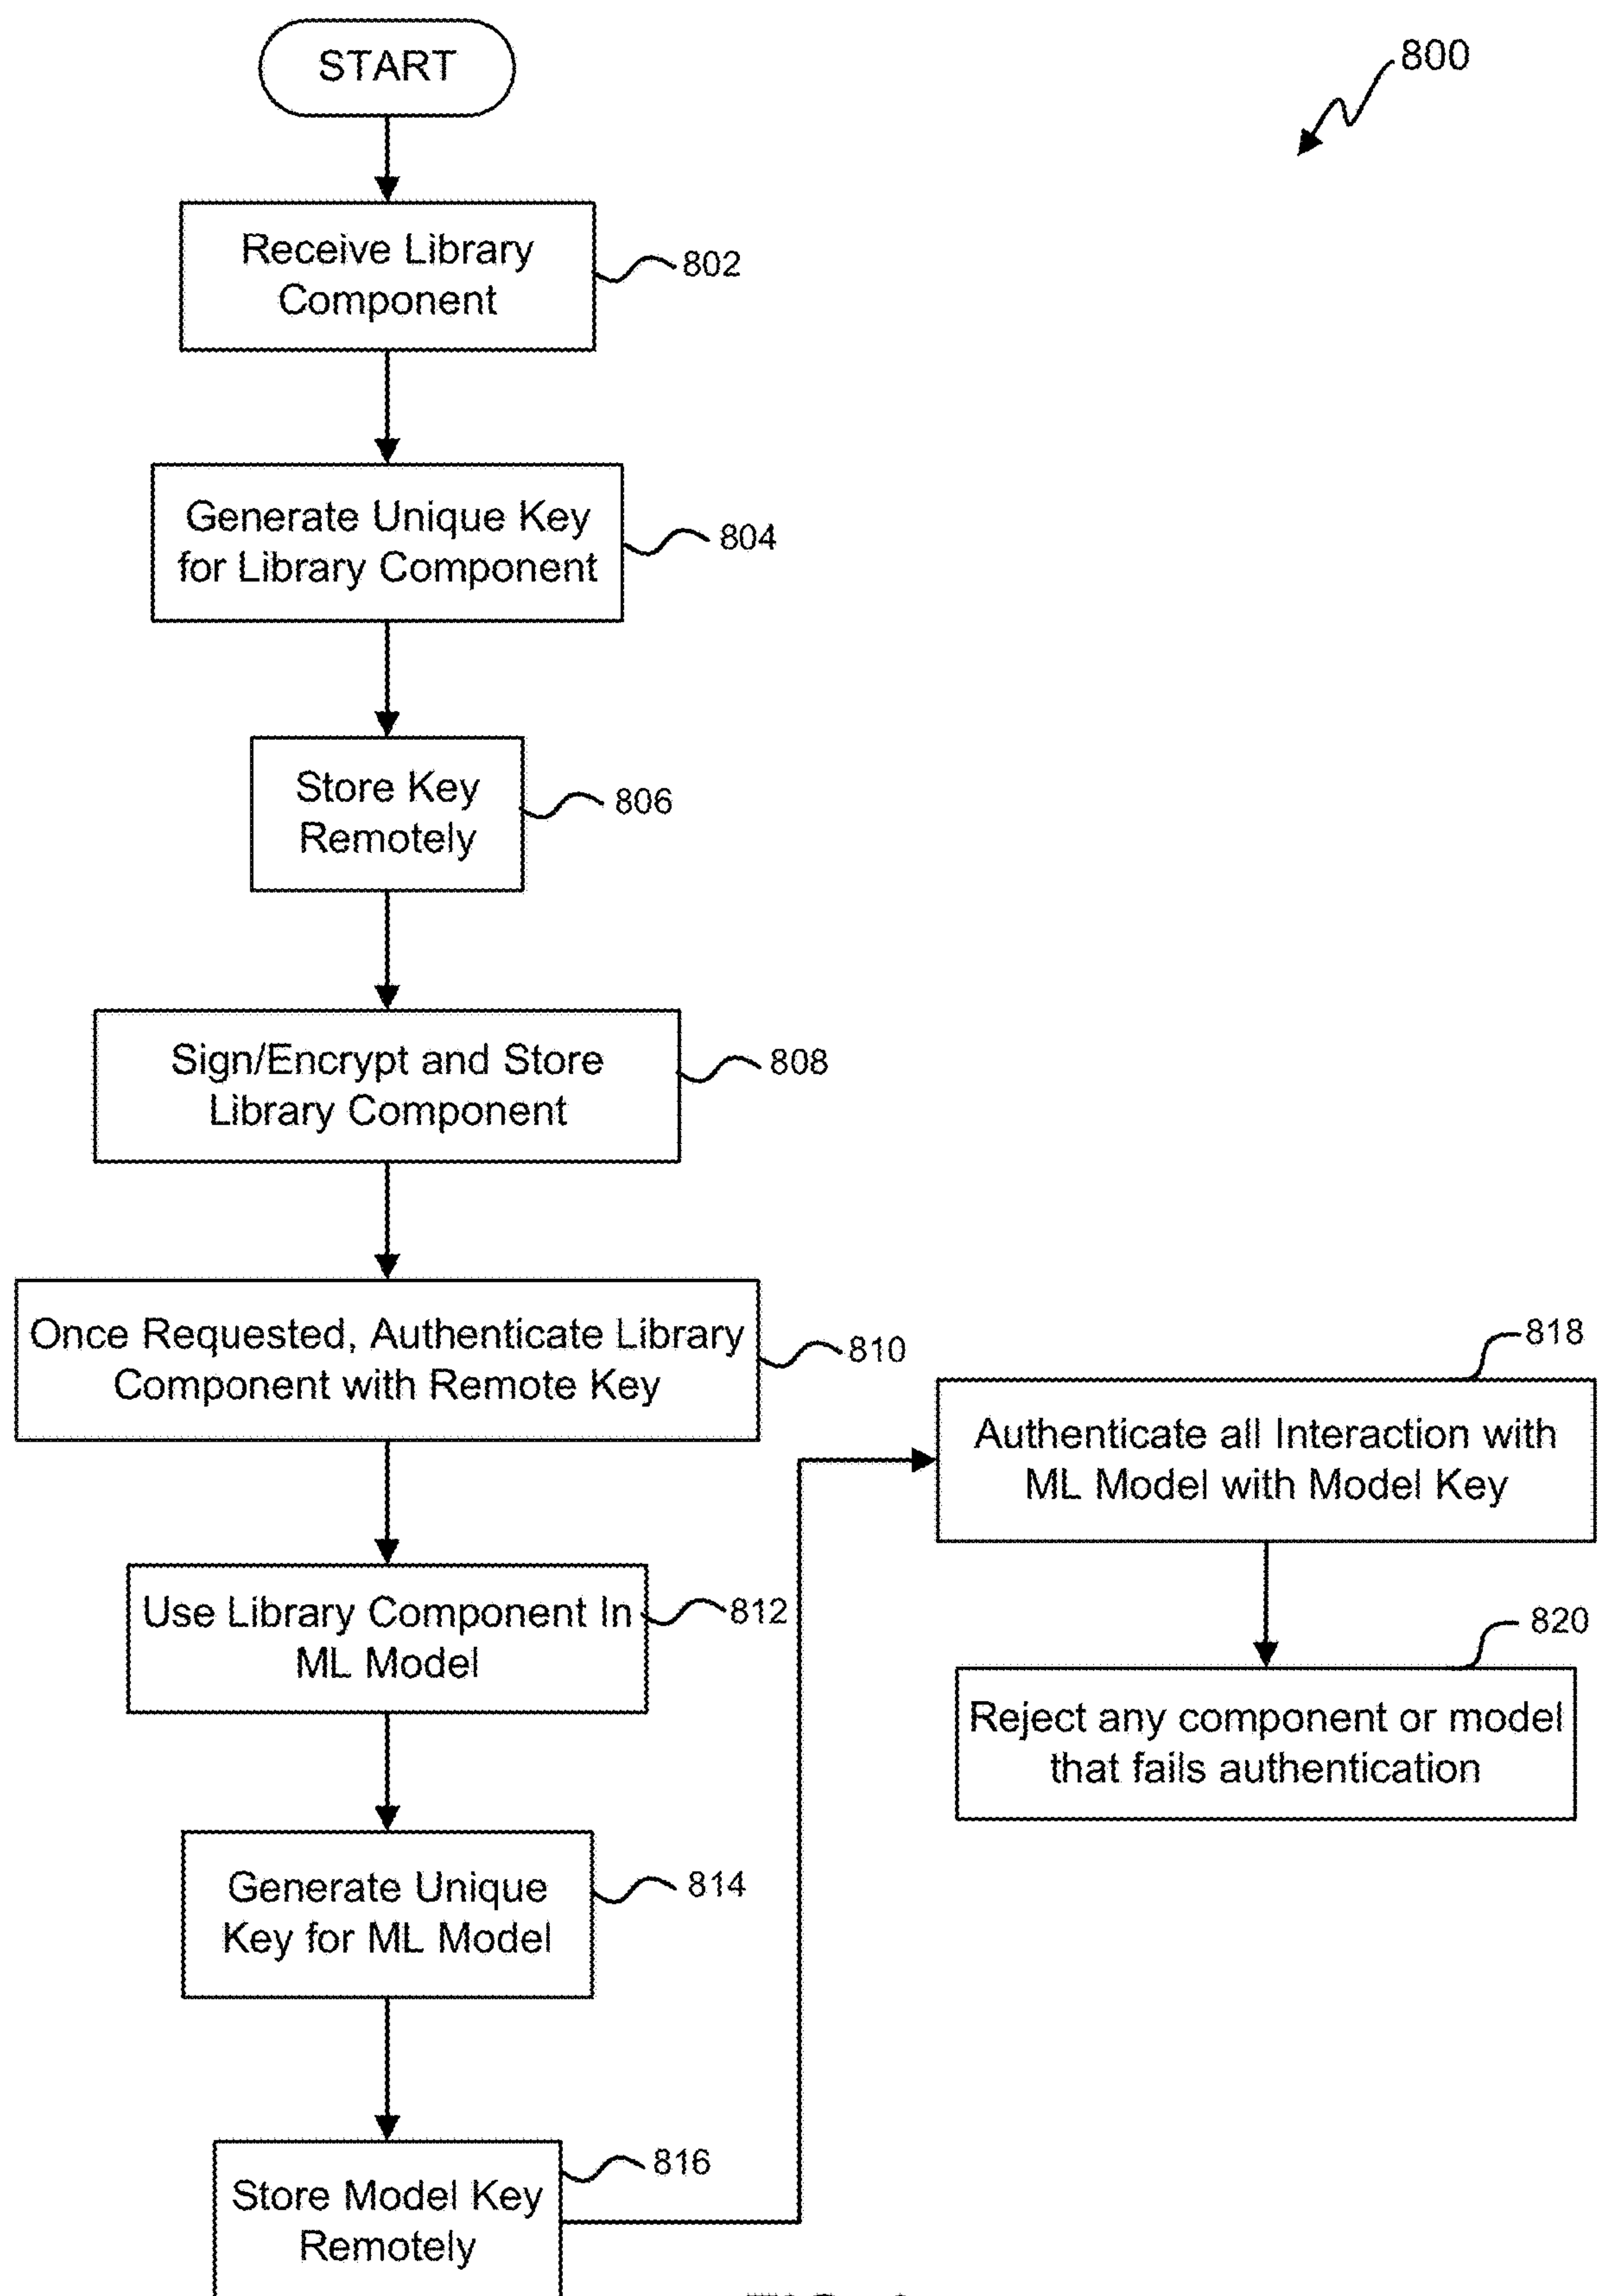 START
800
Receive Library
Component
802
Generate Unique Key
for Library Component
804
Store Key
Remotely
806
Sign/Encrypt and Store
Library Component
808
Once Requested, Authenticate Library
Component with Remote Key
810
Use Library Component In
ML Model
812
Generate Unique
Key for ML Model
814
Store Model Key
Remotely
816
Authenticate all Interaction with
ML Model with Model Key
818
Reject any component or model
that fails authentication
820